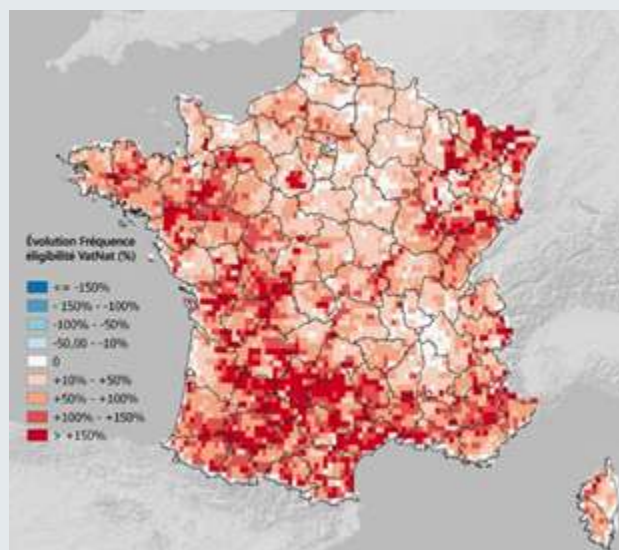 Évolution Fréquence
éligibilité VatNat (%)
<= -150%
-150% - -100%
-100% - -50%
-50,00 - -10%
0
+10% - +50%
+50% - +100%
+100% - +150%
> +150%